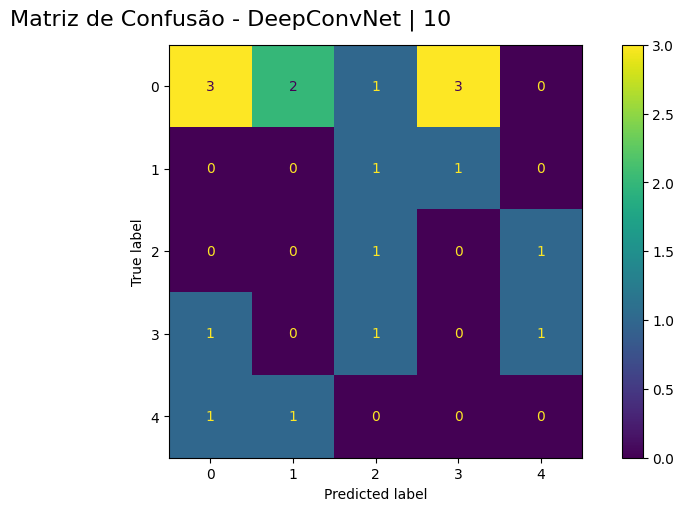 Matriz de Confusão - DeepConvNet | 10
True label
0 3 2 1 3 0
1 0 0 1 1 0
2 0 0 1 0 1
3 1 0 1 0 1
4 1 1 0 0 0
0 1 2 3 4
Predicted label
3.0
2.5
2.0
1.5
1.0
0.5
0.0